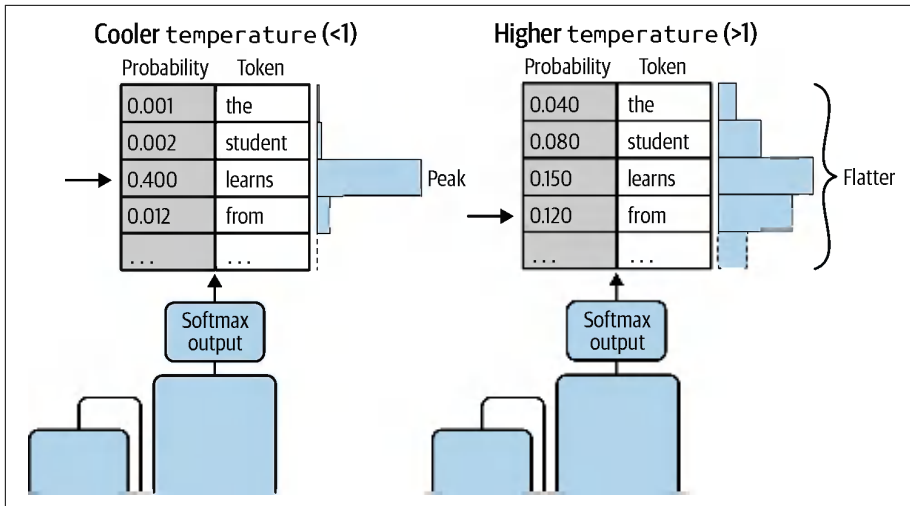 Cooler temperature (<1)
Probability Token
0.001 the
0.002 student
0.400 learns
0.012 from
... ...
Peak
Softmax
output
Higher temperature (>1)
Probability Token
0.040 the
0.080 student
0.150 learns
0.120 from
... ...
Flatter
Softmax
output